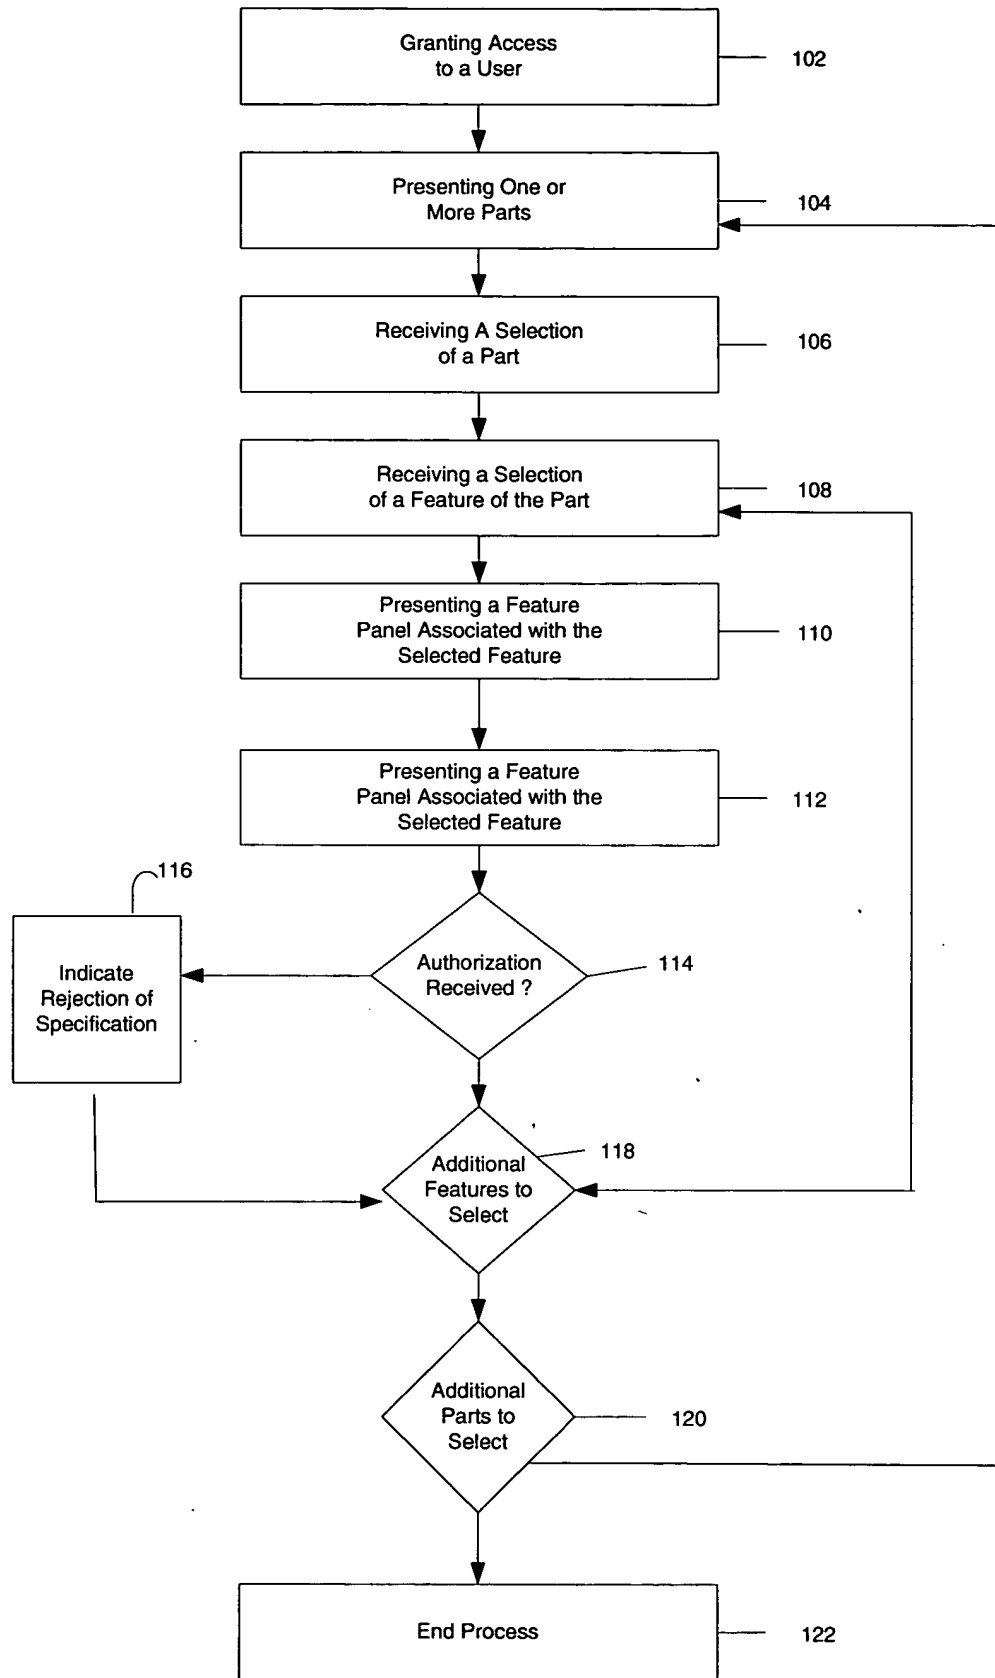 Granting Access
to a User
102
Presenting One or
More Parts
104
Receiving A Selection
of a Part
106
Receiving a Selection
of a Feature of the Part
108
Presenting a Feature
Panel Associated with the
Selected Feature
110
Presenting a Feature
Panel Associated with the
Selected Feature
112
116
Indicate
Rejection of
Specification
Authorization
Received ?
114
Additional
Features to
Select
118
Additional
Parts to
Select
120
End Process
122